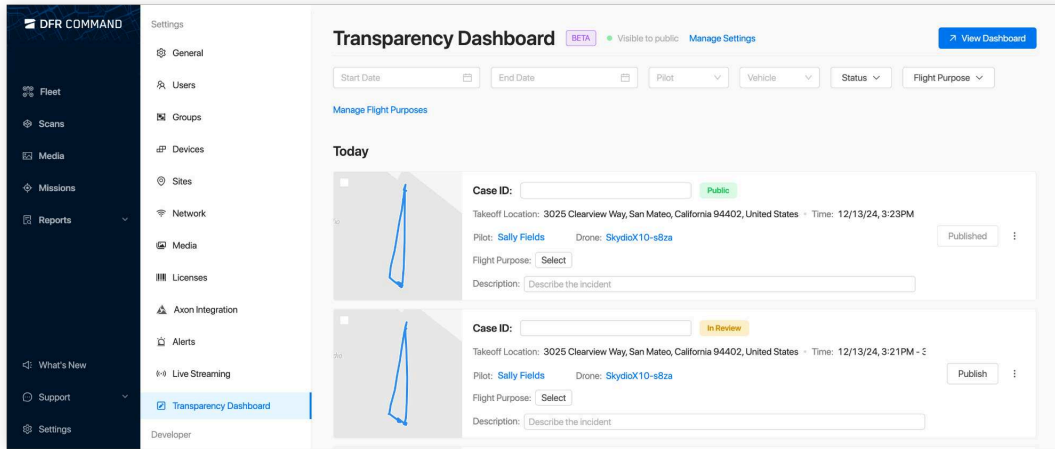 DFR COMMAND
Fleet
Scans
Media
Missions
Reports
What's New
Support
Settings
Settings
General
Users
Groups
Devices
Sites
Network
Media
Licenses
Axon Integration
Alerts
Live Streaming
Transparency Dashboard
Developer
Transparency Dashboard BETA Visible to public Manage Settings View Dashboard
Start Date End Date Pilot Vehicle Status Flight Purpose
Manage Flight Purposes
Today
Case ID: Public
Takeoff Location: 3025 Clearview Way, San Mateo, California 94402, United States Time: 12/13/24, 3:23PM
Pilot: Sally Fields Drone: SkydioX10-s8za
Published
Flight Purpose: Select
Description: Describe the incident
Case ID: In Review
Takeoff Location: 3025 Clearview Way, San Mateo, California 94402, United States Time: 12/13/24, 3:21PM - 3
Pilot: Sally Fields Drone: SkydioX10-s8za
Publish
Flight Purpose: Select
Description: Describe the incident